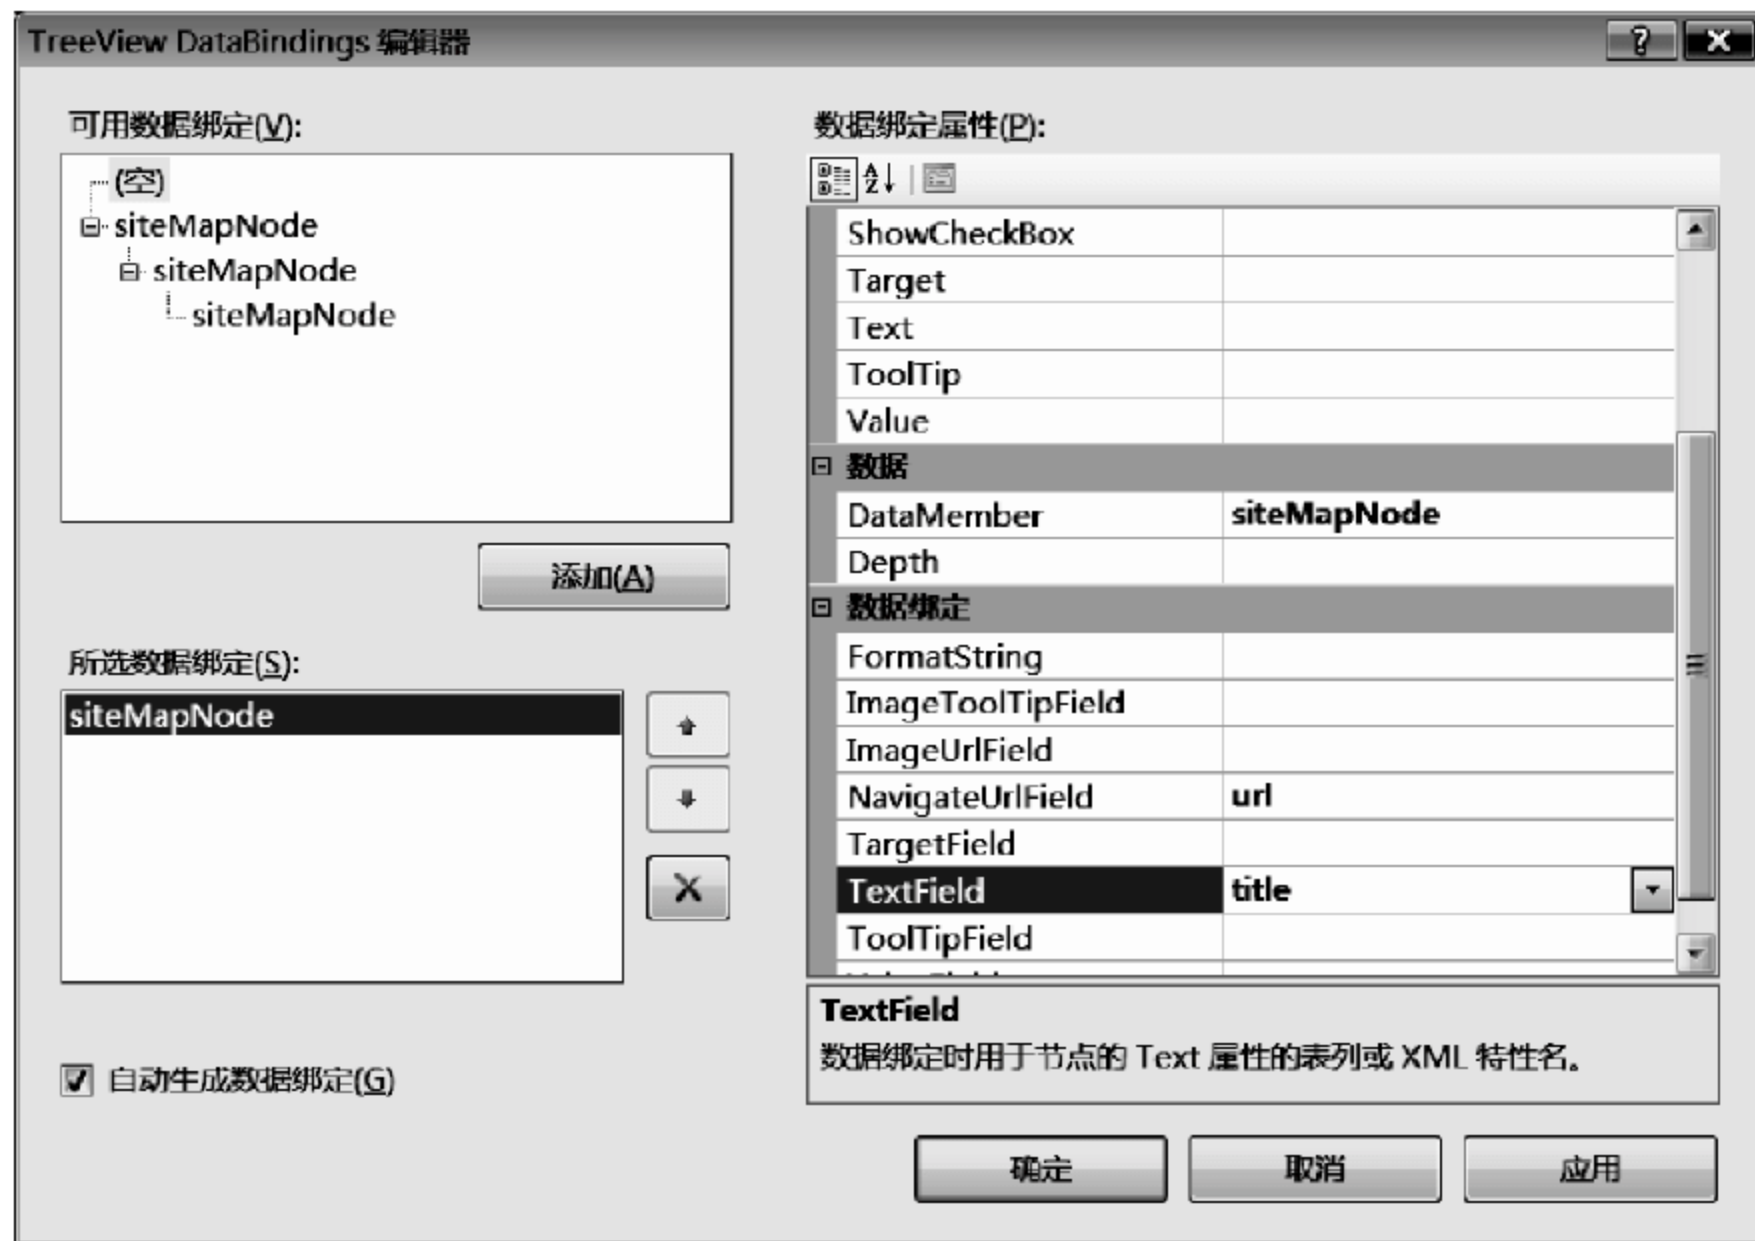 TreeView DataBindings 编辑器
可用数据绑定(V):
(空)
siteMapNode
siteMapNode
siteMapNode
添加(A)
所选数据绑定(S):
siteMapNode
自动生成数据绑定(G)
数据绑定属性(P):
ShowCheckBox
Target
Text
ToolTip
Value
数据
DataMember siteMapNode
Depth
数据绑定
FormatString
ImageToolTipField
ImageUrlField
NavigateUrlField url
TargetField
TextField title
ToolTipField
TextField
数据绑定时用于节点的 Text 属性的表列或 XML 特性名。
确定 取消 应用